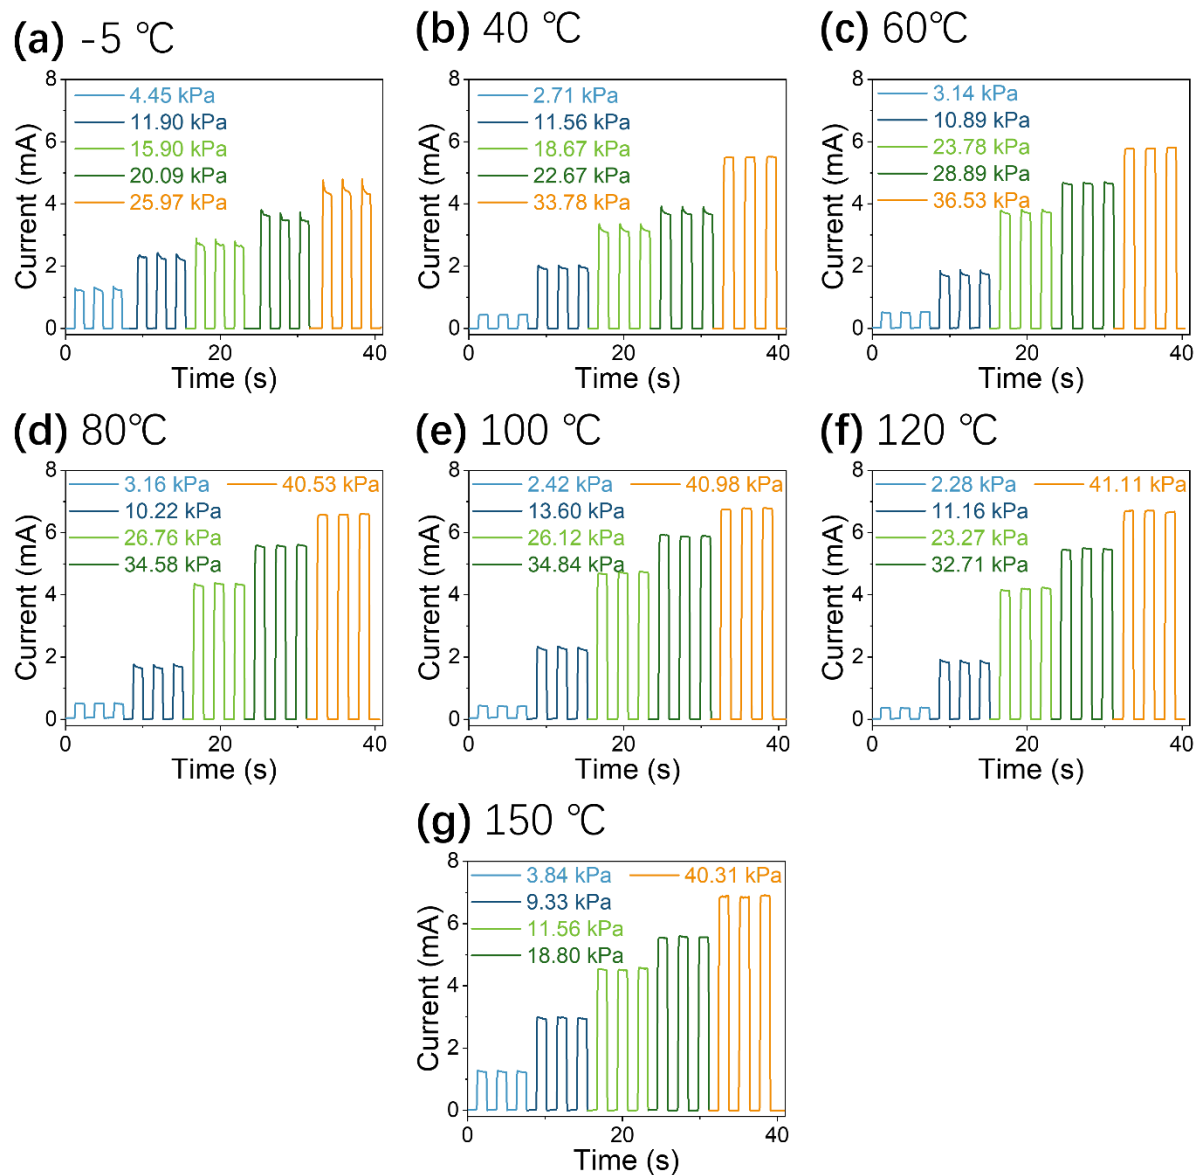 (a) -5 ℃
8
6
4
2
0
Current (mA)
4.45 kPa
11.90 kPa
15.90 kPa
20.09 kPa
25.97 kPa
0 20 40
Time (s)
(b) 40 ℃
8
6
4
2
0
Current (mA)
2.71 kPa
11.56 kPa
18.67 kPa
22.67 kPa
33.78 kPa
0 20 40
Time (s)
(c) 60℃
8
6
4
2
0
Current (mA)
3.14 kPa
10.89 kPa
23.78 kPa
28.89 kPa
36.53 kPa
0 20 40
Time (s)
(d) 80℃
8
6
4
2
0
Current (mA)
3.16 kPa 40.53 kPa
10.22 kPa
26.76 kPa
34.58 kPa
0 20 40
Time (s)
(e) 100 ℃
8
6
4
2
0
Current (mA)
2.42 kPa 40.98 kPa
13.60 kPa
26.12 kPa
34.84 kPa
0 20 40
Time (s)
(f) 120 ℃
8
6
4
2
0
Current (mA)
2.28 kPa 41.11 kPa
11.16 kPa
23.27 kPa
32.71 kPa
0 20 40
Time (s)
(g) 150 ℃
8
6
4
2
0
Current (mA)
3.84 kPa 40.31 kPa
9.33 kPa
11.56 kPa
18.80 kPa
0 20 40
Time (s)